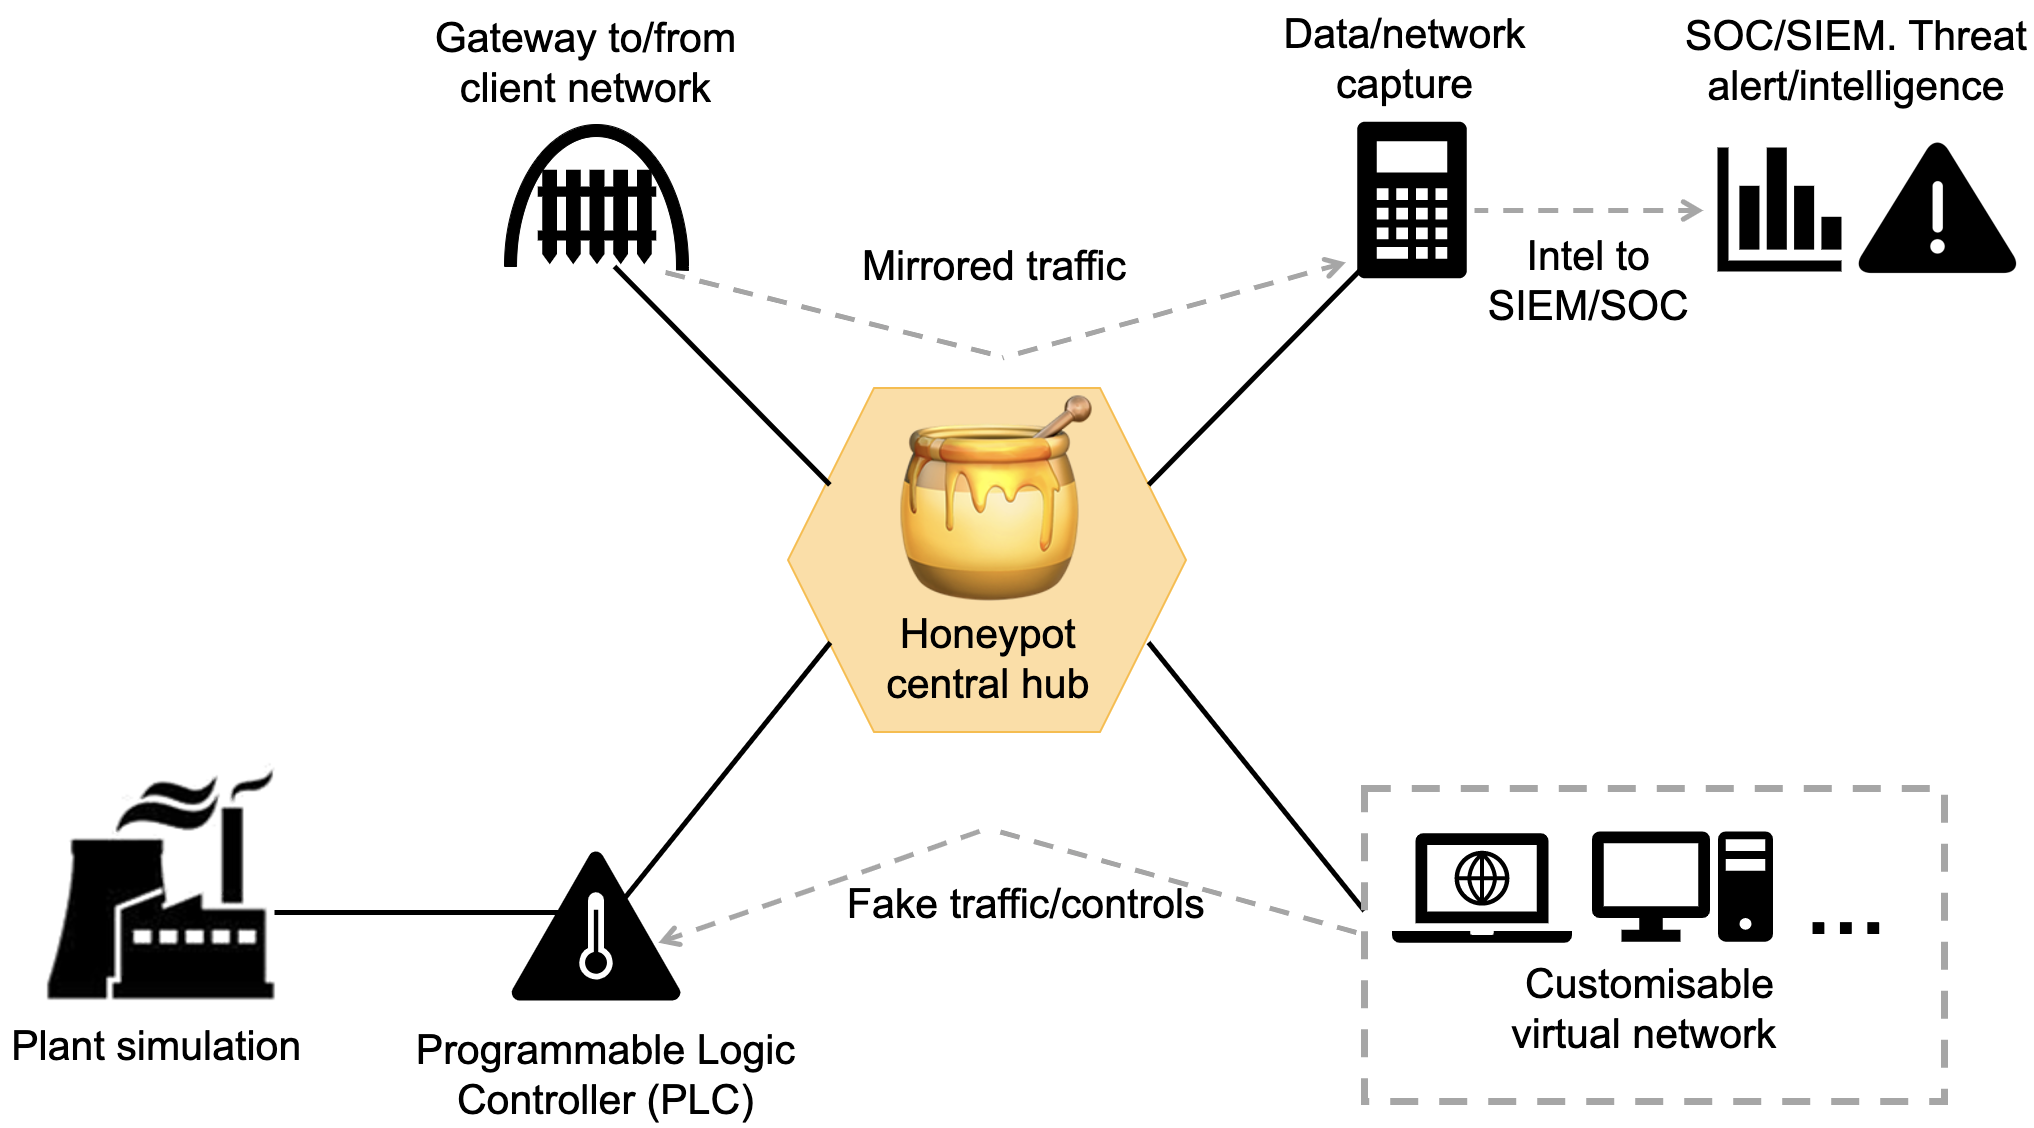 Gateway to/from
client network
Data/network
capture
SOC/SIEM. Threat
alert/intelligence
Mirrored traffic
Intel to
SIEM/SOC
Honeypot
central hub
Fake traffic/controls
Plant simulation
Programmable Logic
Controller (PLC)
Customisable
virtual network